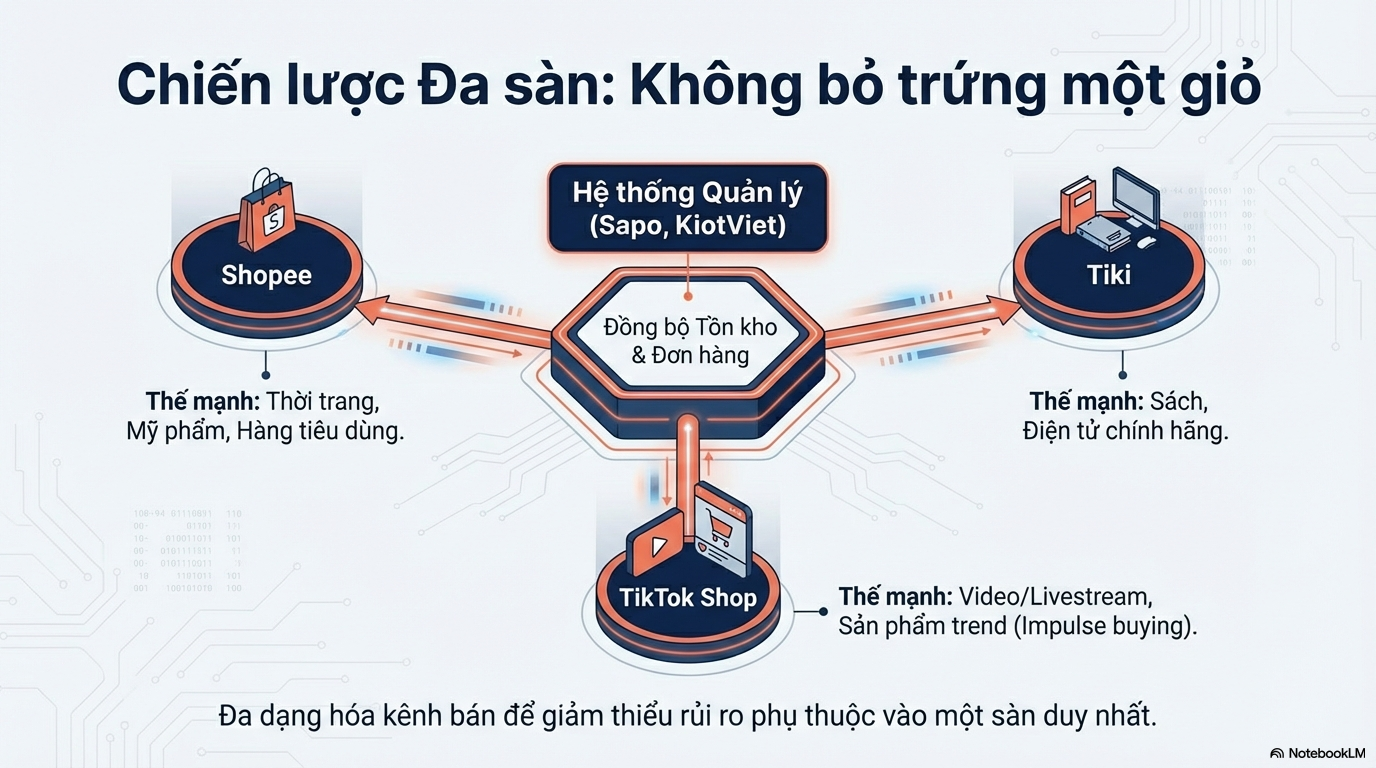 Chiến lược Đa sàn: Không bỏ trứng một giỏ
Hệ thống Quản lý
(Sapo, KiotViet)
S
Shopee
Tiki
Đồng bộ Tồn kho
& Đơn hàng
Thế mạnh: Thời trang,
Mỹ phẩm, Hàng tiêu dùng.
Thế mạnh: Sách,
Điện tử chính hãng.
TikTok Shop
Thế mạnh: Video/Livestream,
Sản phẩm trend (Impulse buying).
Đa dạng hóa kênh bán để giảm thiểu rủi ro phụ thuộc vào một sàn duy nhất.
NotebookLM